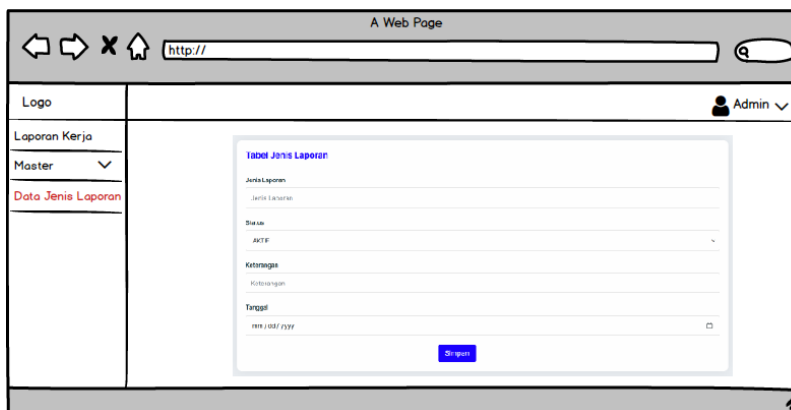 A Web Page
http://
Logo
Admin
Laporan Kerja
Master
Data Jenis Laporan
Tabel Jenis Laporan
Jenis Laporan
Jenis Laporan
Status
AKTIF
Keterangan
Keterangan
Tanggal
mm / dd / yyyy
Simpan